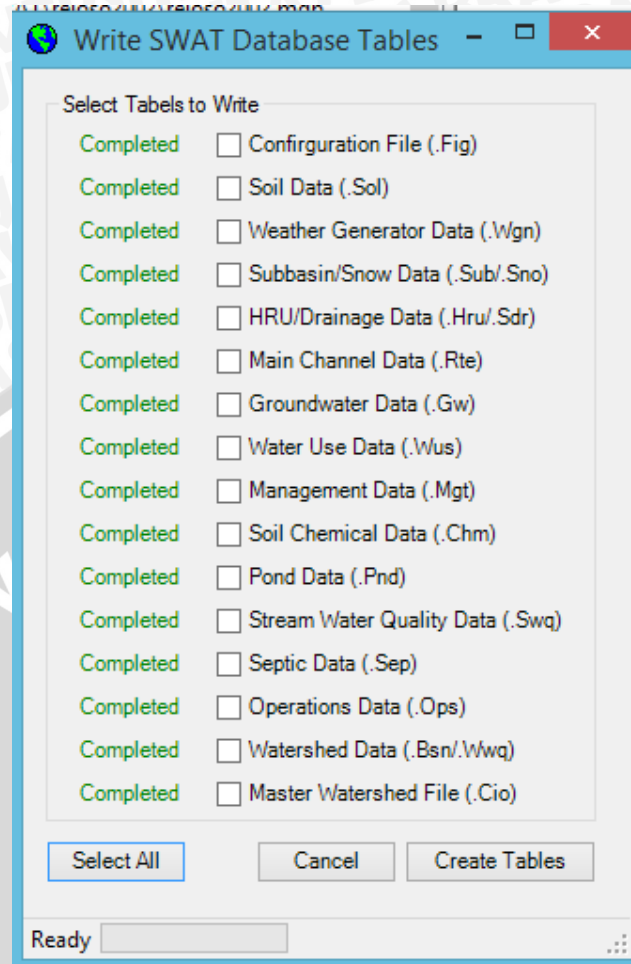 Write SWAT Database Tables
Select Tabels to Write
Completed Confirguration File (.Fig)
Completed Soil Data (.Sol)
Completed Weather Generator Data (.Wgn)
Completed Subbasin/Snow Data (.Sub/.Sno)
Completed HRU/Drainage Data (.Hru/.Sdr)
Completed Main Channel Data (.Rte)
Completed Groundwater Data (.Gw)
Completed Water Use Data (.Wus)
Completed Management Data (.Mgt)
Completed Soil Chemical Data (.Chm)
Completed Pond Data (.Pnd)
Completed Stream Water Quality Data (.Swq)
Completed Septic Data (.Sep)
Completed Operations Data (.Ops)
Completed Watershed Data (.Bsn/.Wwq)
Completed Master Watershed File (.Cio)
Select All Cancel Create Tables
Ready